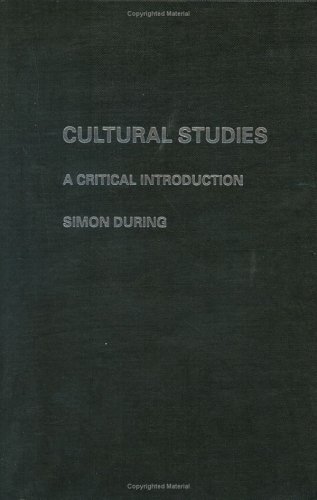 Copyrighted Material
CULTURAL STUDIES
A CRITICAL INTRODUCTION
SIMON DURING
Copyrighted Material